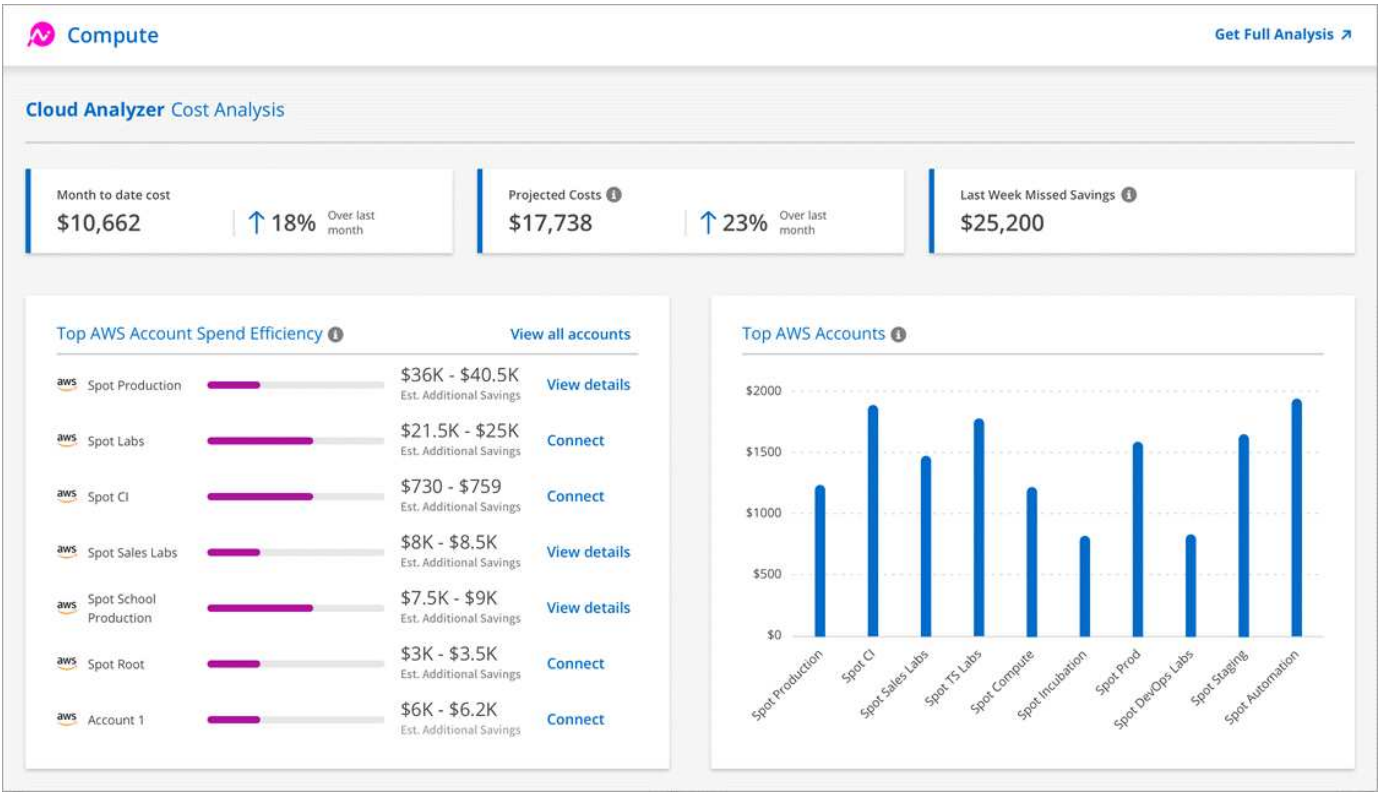 Compute
Get Full Analysis
Cloud Analyzer Cost Analysis
Month to date cost
$10,662
18%
Over last
month
Projected Costs
$17,738
23%
Over last
month
Last Week Missed Savings
$25,200
Top AWS Account Spend Efficiency
View all accounts
aws Spot Production
$36K - $40.5K
Est. Additional Savings
View details
aws Spot Labs
$21.5K - $25K
Est. Additional Savings
Connect
aws Spot CI
$730 - $759
Est. Additional Savings
Connect
aws Spot Sales Labs
$8K - $8.5K
Est. Additional Savings
View details
aws Spot School
Production
$7.5K - $9K
Est. Additional Savings
View details
aws Spot Root
$3K - $3.5K
Est. Additional Savings
Connect
aws Account 1
$6K - $6.2K
Est. Additional Savings
Connect
Top AWS Accounts
$2000
$1500
$1000
$500
$0
Spot Production
Spot CI
Spot Sales Labs
Spot TS Labs
Spot Compute
Spot Incubation
Spot Prod
Spot DevOps Labs
Spot Staging
Spot Automation